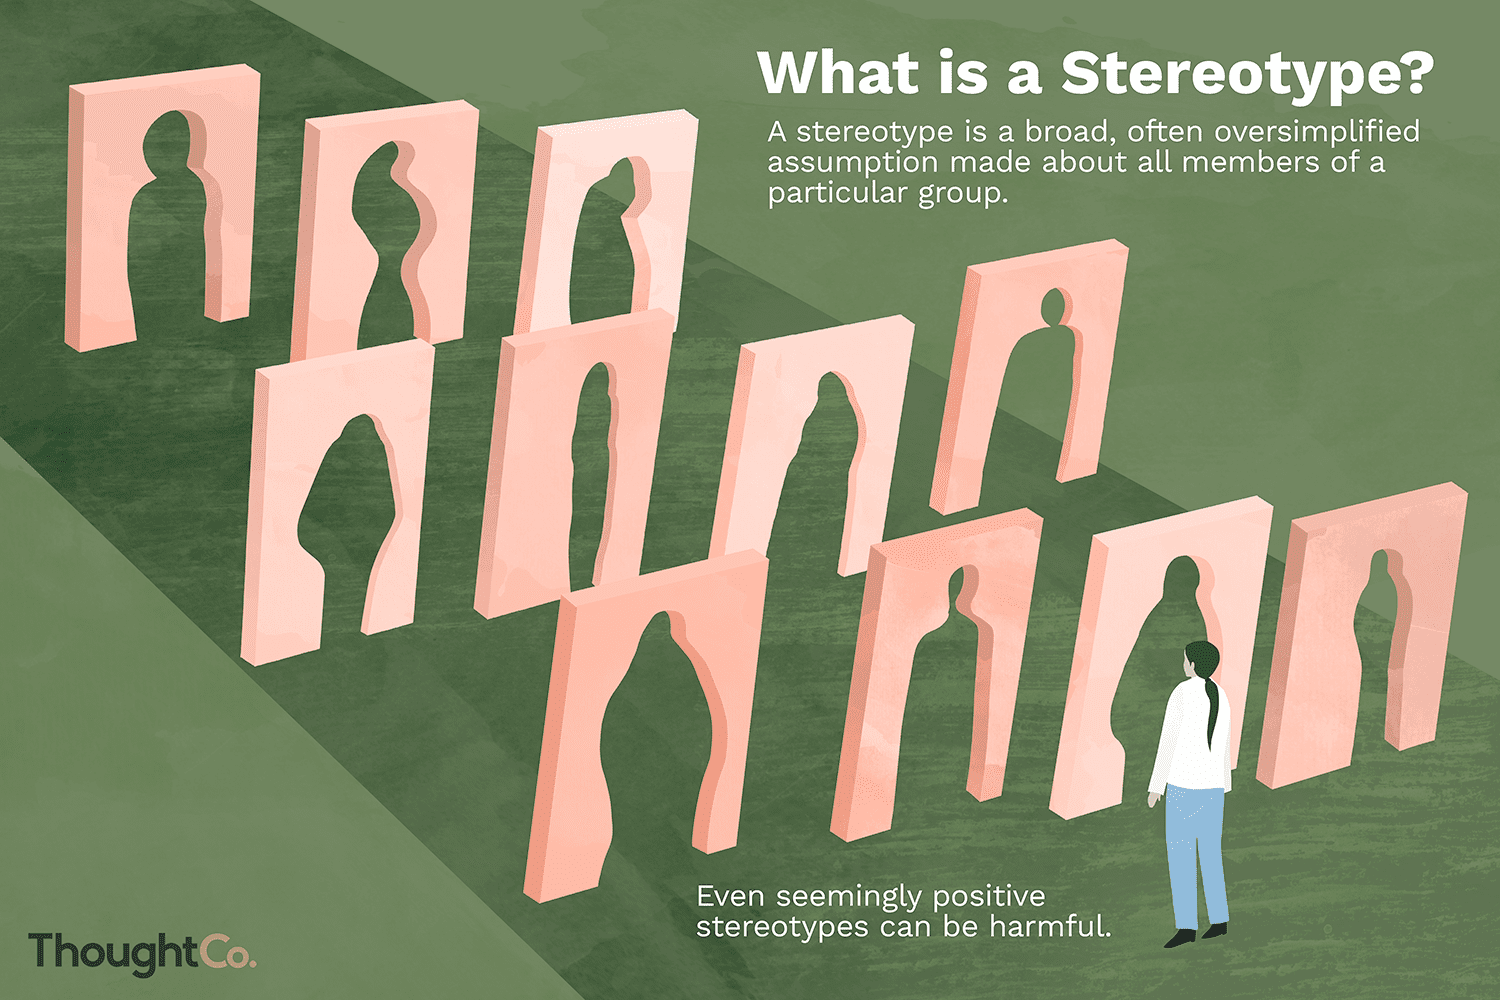 What is a Stereotype?
A stereotype is a broad, often oversimplified
assumption made about all members of a
particular group.
Even seemingly positive
stereotypes can be harmful.
ThoughtCo.